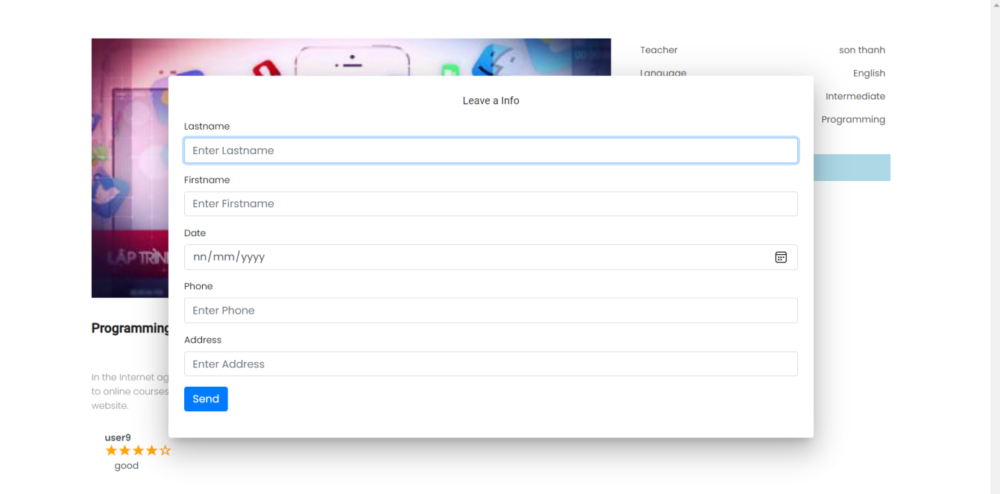 Teacher son thanh
Language English
Intermediate
Programming
Leave a Info
Lastname
Enter Lastname
Firstname
Enter Firstname
Date
nn/mm/yyyy
Phone
Enter Phone
Address
Enter Address
Send
LẬP TRÌN
Programming
In the Internet ag
to online courses
website.
user9
good